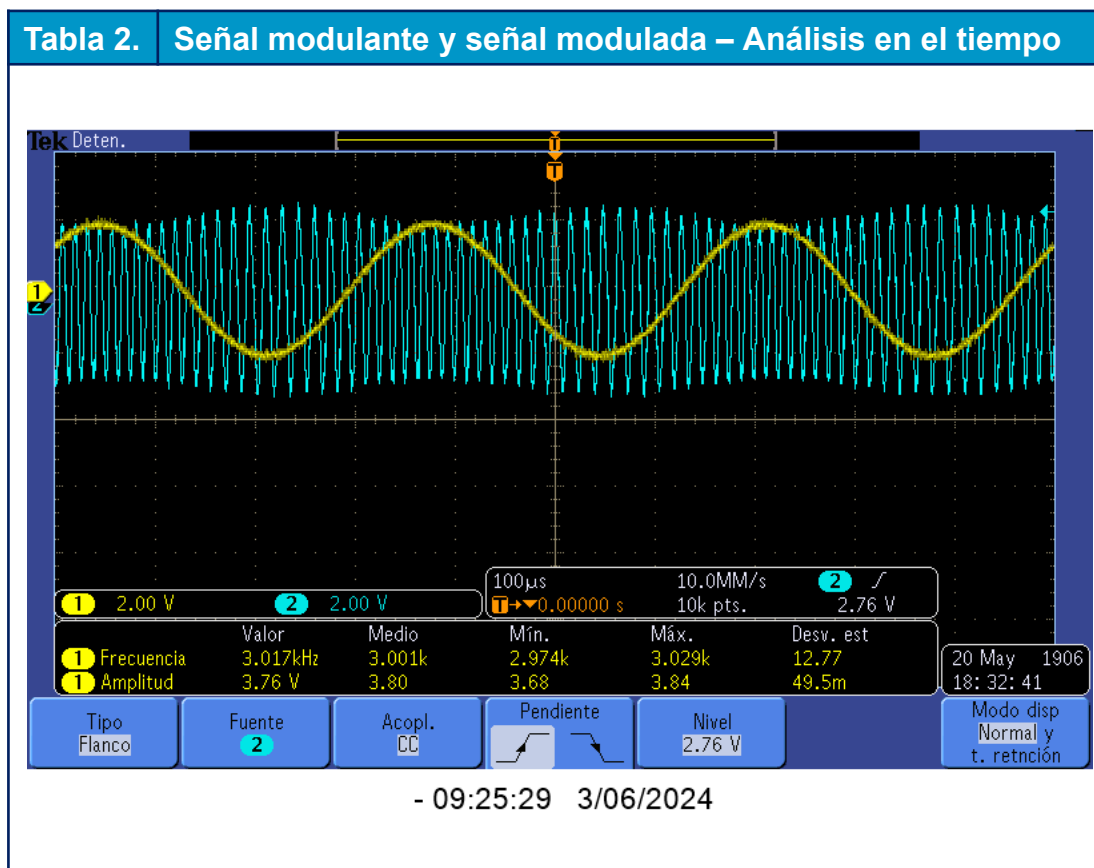 Tabla 2. Señal modulante y señal modulada – Análisis en el tiempo
Tek Deten.
T
T
1
2
100µs 10.0MM/s 2
1 2.00 V 2 2.00 V T→▼0.00000 s 10k pts. 2.76 V
Valor Medio Mín. Máx. Desv. est
1 Frecuencia 3.017kHz 3.001k 2.974k 3.029k 12.77
1 Amplitud 3.76 V 3.80 3.68 3.84 49.5m
20 May 1906
18:32:41
Tipo
Flanco
Fuente
2
Acopl.
CC
Pendiente
Nivel
2.76 V
Modo disp
Normal y
t. retnción
- 09:25:29 3/06/2024